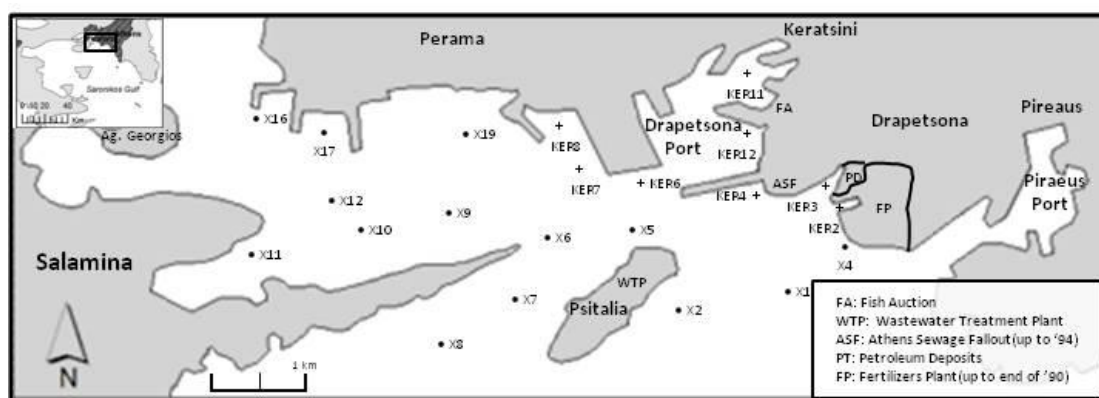 Perama
Keratsini
Saronikos Gulf
KER11
FA
Pireaus
Ag. Georgios
X16
X17
X19
KER8
Drapetsona
Port
KER12
Drapetsona
KER7
KER6
ASF
PD
KER4
KER3
FP
KER2
Piraeus
Port
X12
X9
X10
X6
X5
X11
X4
Salamina
WTP
X7
Psitalia
X2
X1
X8
N
1 km
FA: Fish Auction
WTP: Wastewater Treatment Plant
ASF: Athens Sewage Fallout(up to '94)
PT: Petroleum Deposits
FP: Fertilizers Plant(up to end of '90)